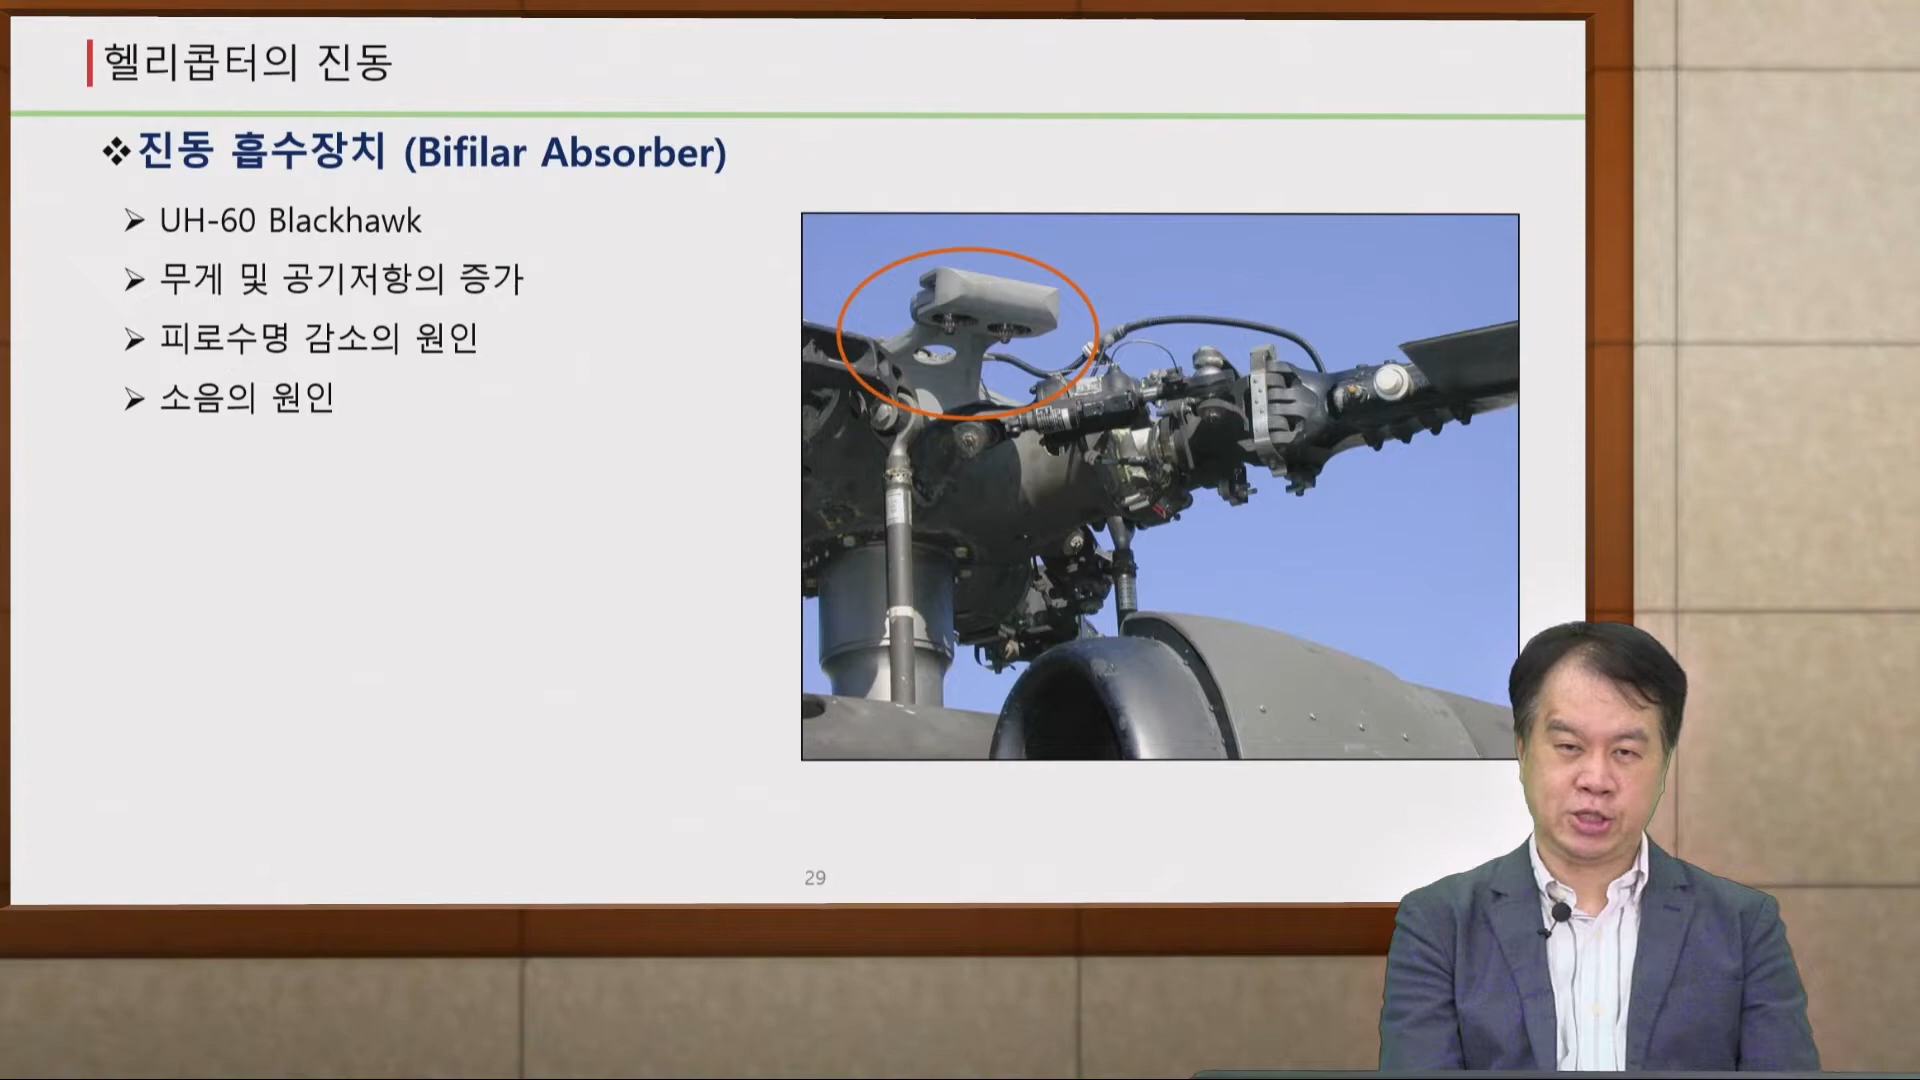 헬리콥터의 진동
❖진동 흡수장치 (Bifilar Absorber)
➢ UH-60 Blackhawk
➢ 무게 및 공기저항의 증가
➢ 피로수명 감소의 원인
➢ 소음의 원인
29